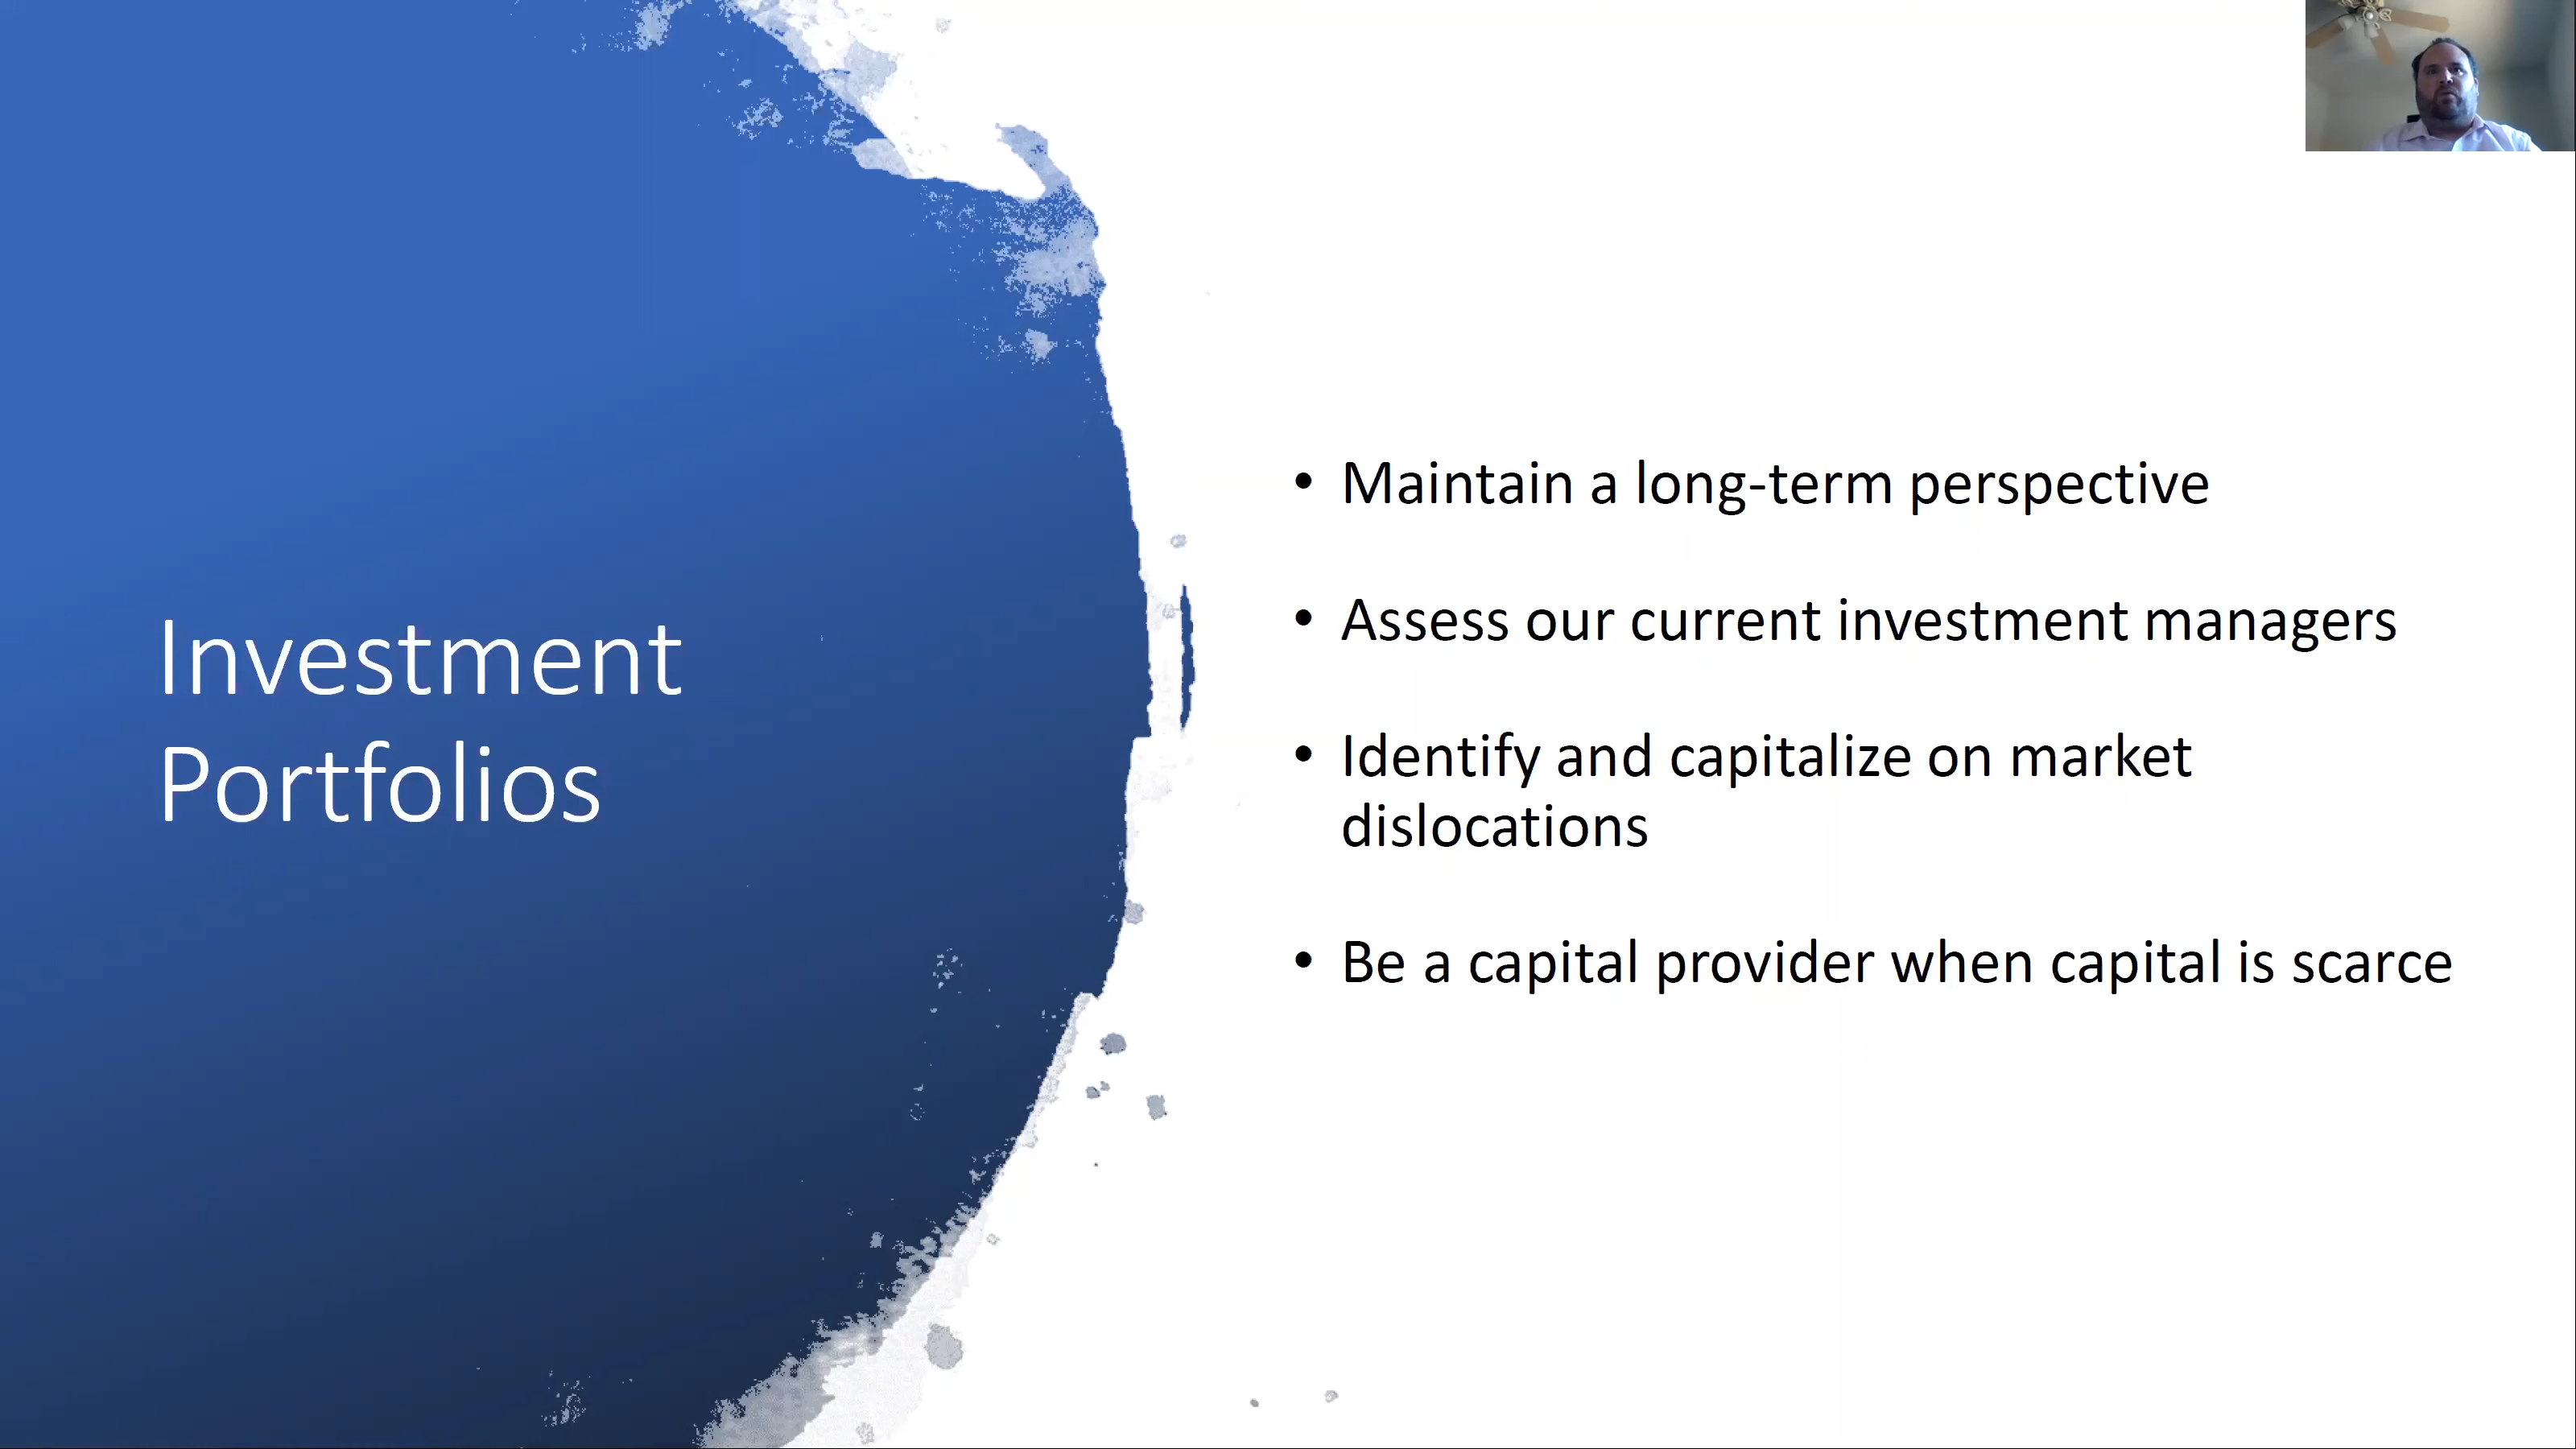 Investment
Portfolios
• Maintain a long-term perspective
• Assess our current investment managers
• Identify and capitalize on market
dislocations
• Be a capital provider when capital is scarce